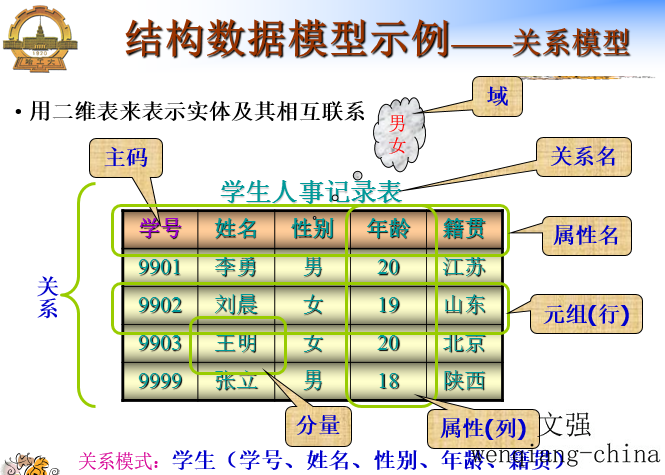 结构数据模型示例——关系模型
·用二维表来表示实体及其相互联系
男
女
域
主码
关系名
学生人事记录表
学号 姓名 性别 年龄 籍贯
属性名
9901 李勇 男 20 江苏
关系
9902 刘晨 女 19 山东
元组(行)
9903 王明 女 20 北京
9999 张立 男 18 陕西
分量
属性(列)
文强
wenqiang-china
关系模式：学生（学号、姓名、性别、年龄、籍贯）